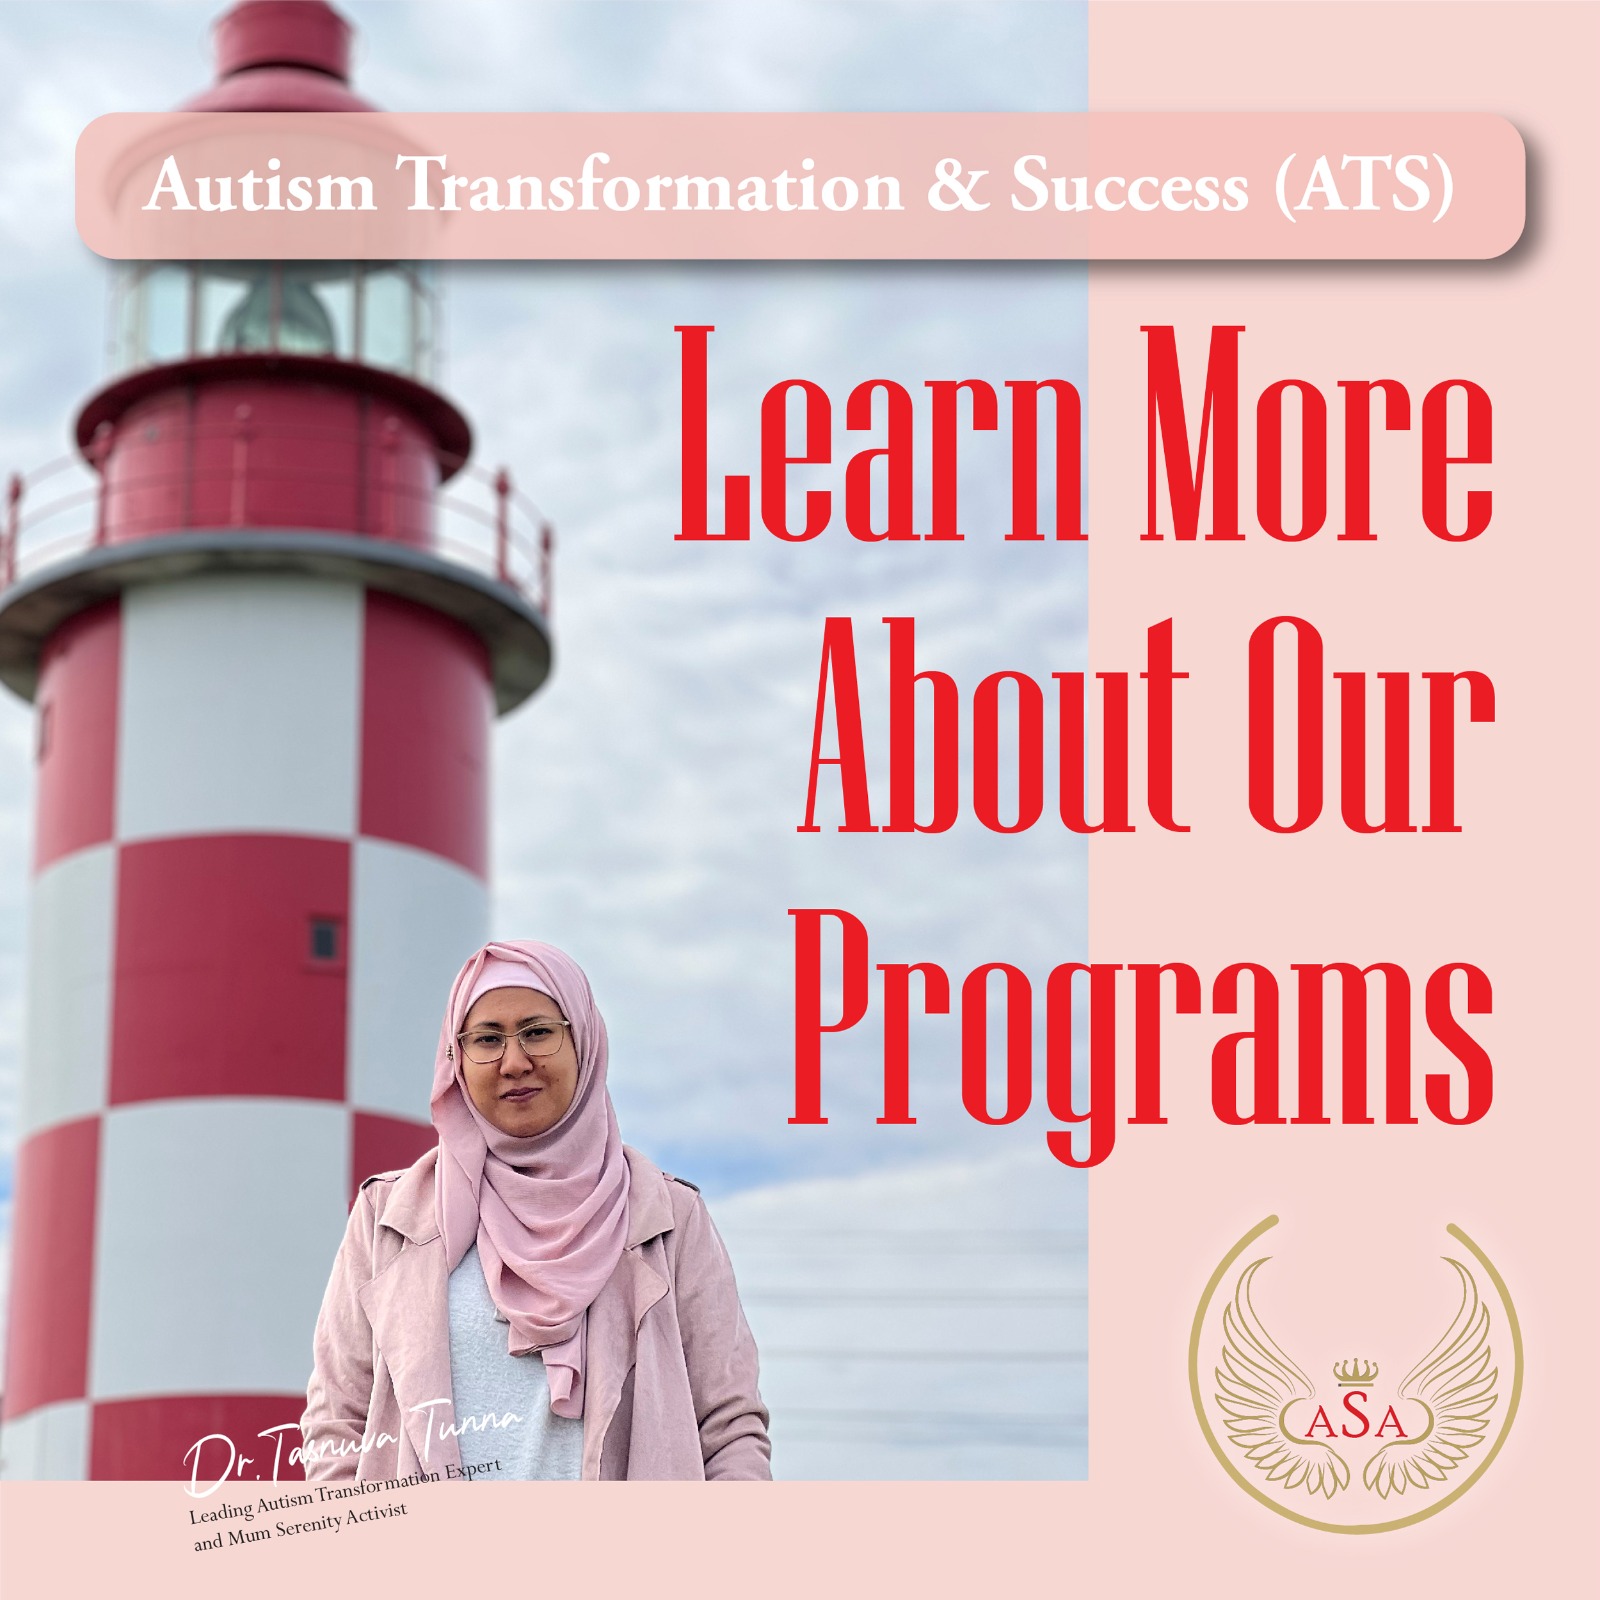 Autism Transformation & Success (ATS)
Learn More
About Our
Programs
Dr. Tasnuva Tunna
Leading Autism Transformation Expert
and Mum Serenity Activist
ASA